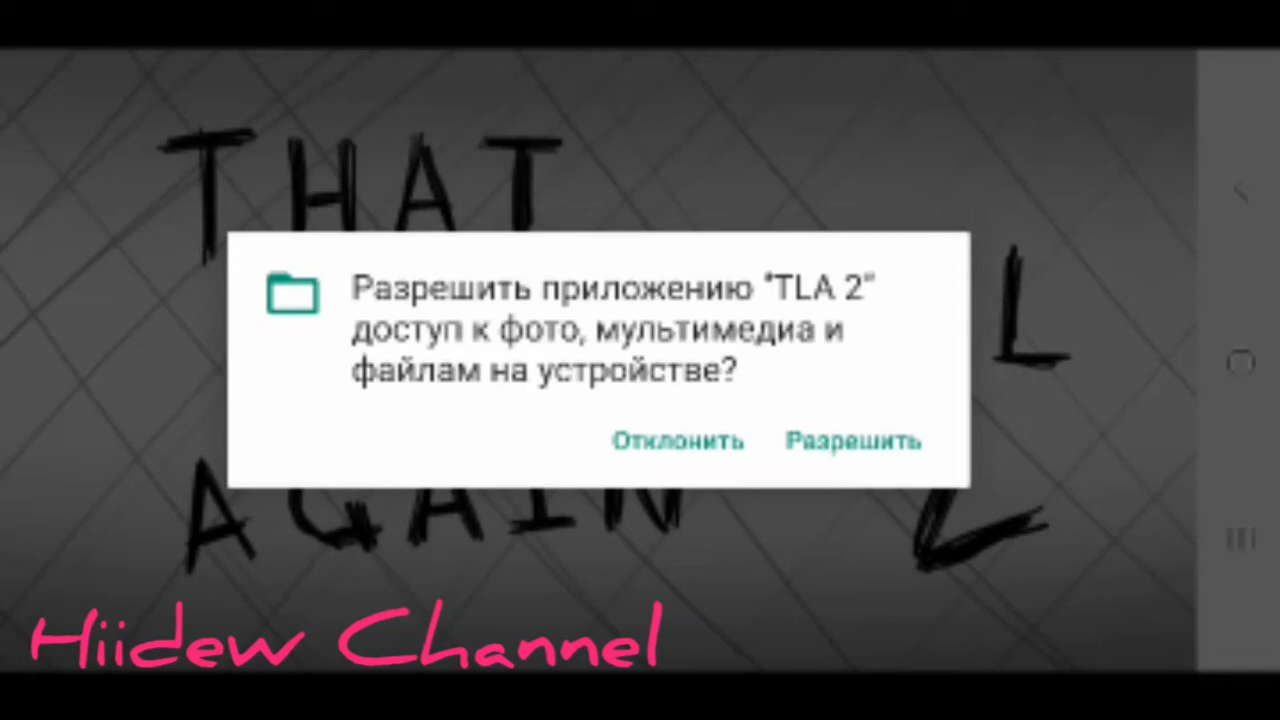 THAT
L
Разрешить приложению "TLA 2"
доступ к фото, мультимедиа и
файлам на устройстве?
Отклонить Разрешить
AGAIN 2
Hiidew Channel